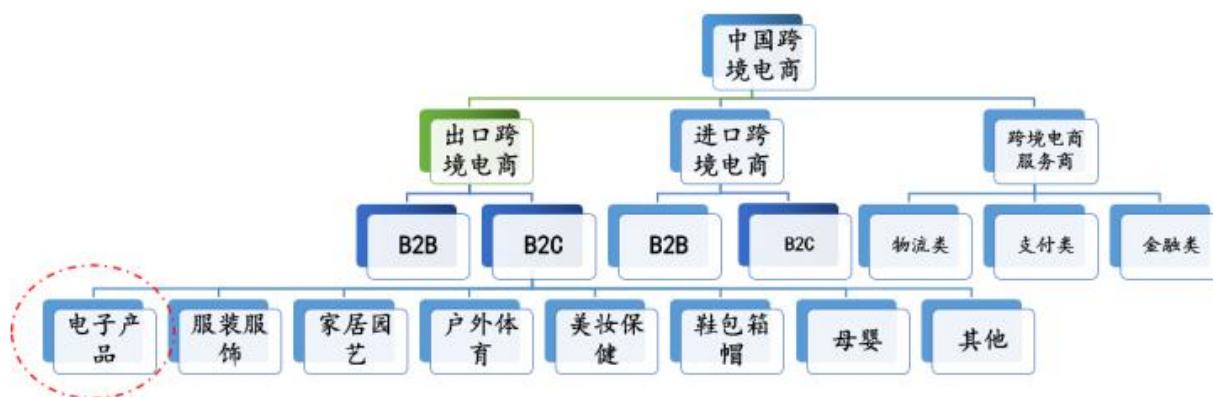 中国跨
境电商
出口跨
境电商
进口跨
境电商
跨境电商
服务商
B2B
B2C
B2B
B2C
物流类
支付类
金融类
电子产
品
服装服
饰
家居园
艺
户外体
育
美妆保
健
鞋包箱
帽
母婴
其他